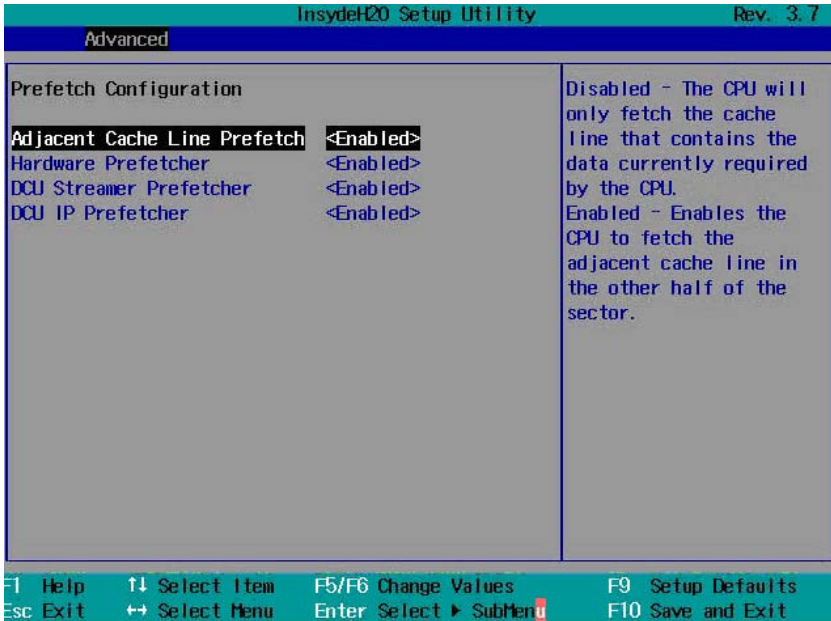 InsydeH20 Setup Utility Rev. 3.7
Advanced
Prefetch Configuration
Adjacent Cache Line Prefetch <Enabled>
Hardware Prefetcher <Enabled>
DCU Streamer Prefetcher <Enabled>
DCU IP Prefetcher <Enabled>
Disabled - The CPU will
only fetch the cache
line that contains the
data currently required
by the CPU.
Enabled - Enables the
CPU to fetch the
adjacent cache line in
the other half of the
sector.
F1 Help ↑↓ Select Item F5/F6 Change Values F9 Setup Defaults
Esc Exit ↔ Select Menu Enter Select ▶ SubMenu F10 Save and Exit